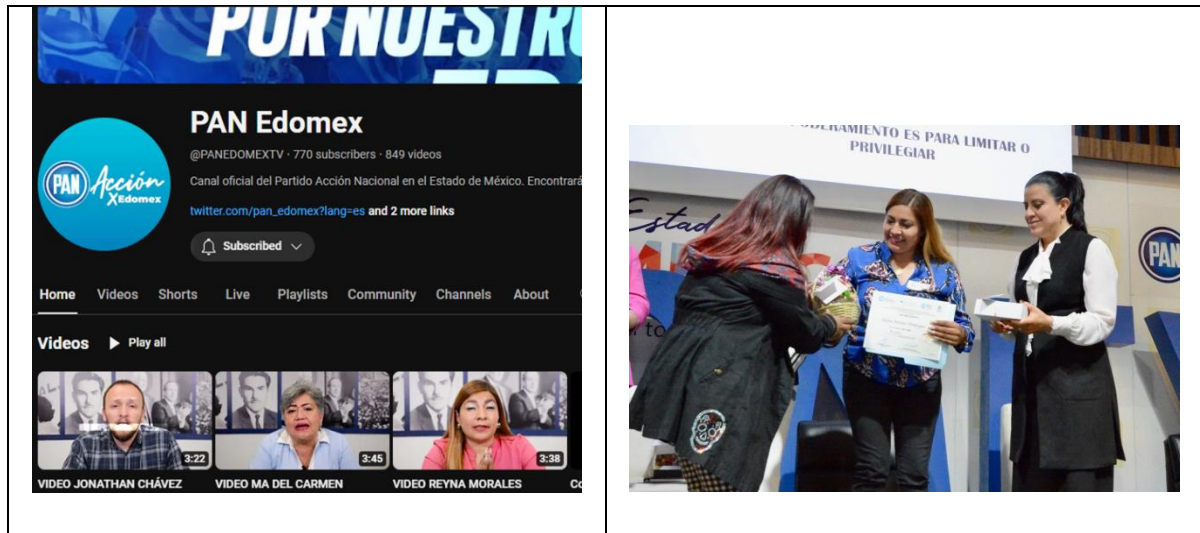 POR NUESTRO
PAN Edomex
@PANEDOMEXTV · 770 subscribers · 849 videos
Canal oficial del Partido Acción Nacional en el Estado de México. Encontrará
twitter.com/pan_edomex?lang=es and 2 more links
PAN Acción
XEdomex
Subscribed
Home Videos Shorts Live Playlists Community Channels About
Videos Play all
3:22 3:45 3:38
VIDEO JONATHAN CHÁVEZ VIDEO MA DEL CARMEN VIDEO REYNA MORALES Co
ODERAMIENTO ES PARA LIMITAR O
PRIVILEGIAR
Estad
PAN
to